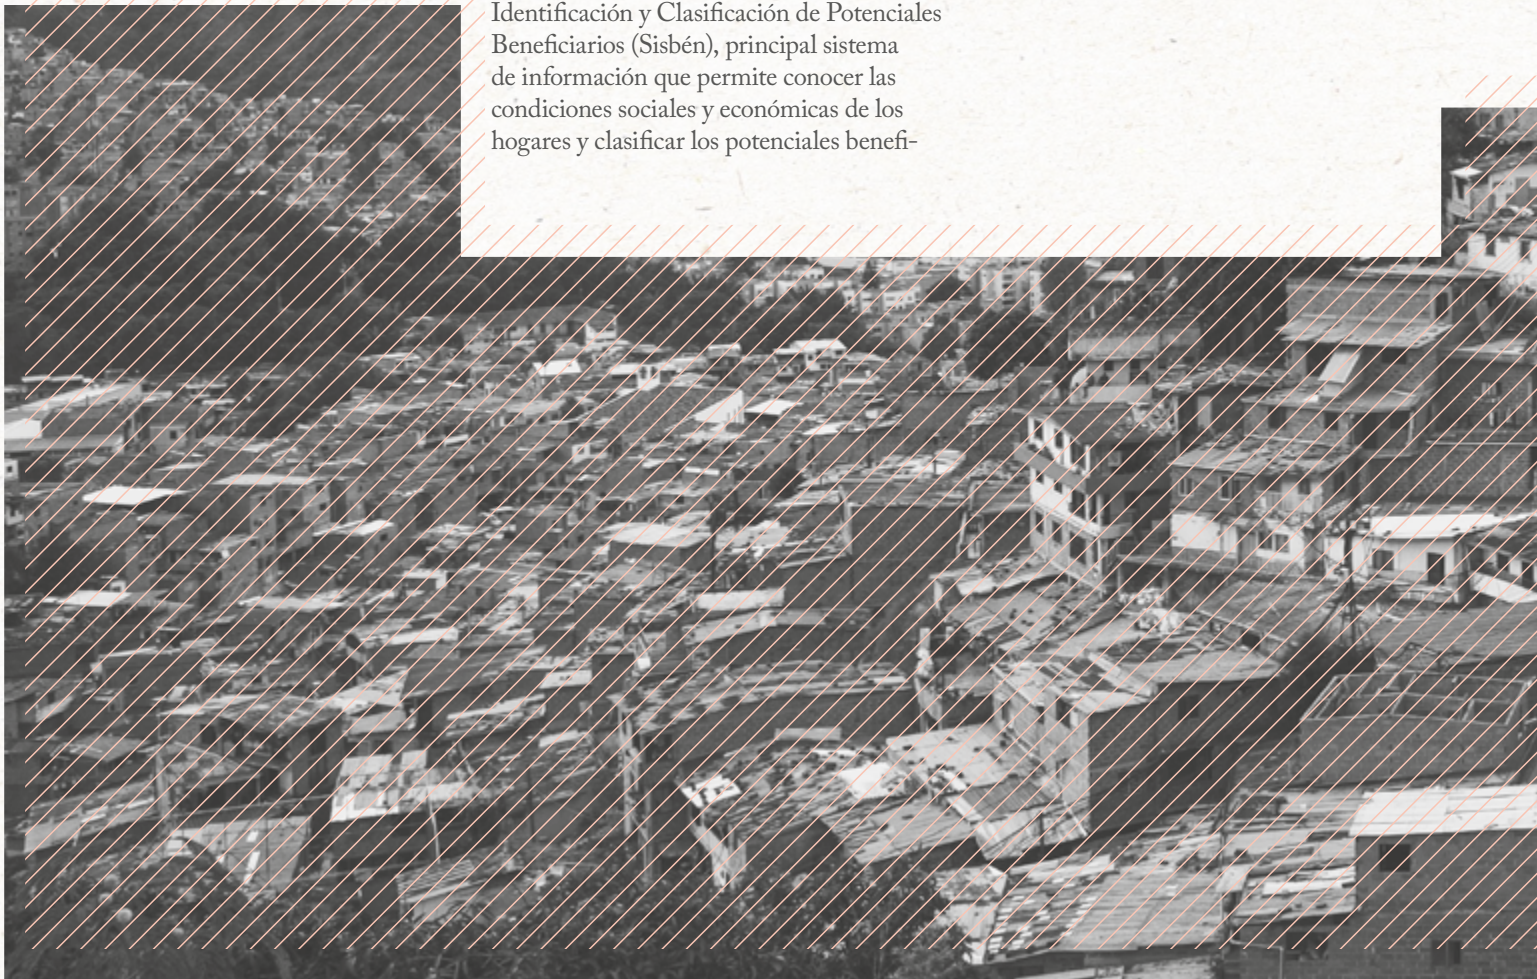 Identificación y Clasificación de Potenciales
Beneficiarios (Sisbén), principal sistema
de información que permite conocer las
condiciones sociales y económicas de los
hogares y clasificar los potenciales benefi-